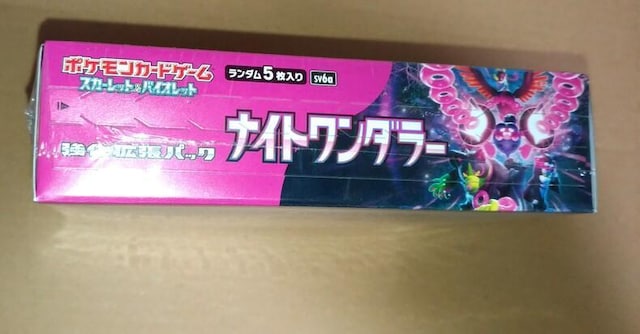 ポケモンカードゲーム
スカーレット&バイオレット
ランダム5枚入り
sv6a
強化拡張パック
ナイトワンダラー